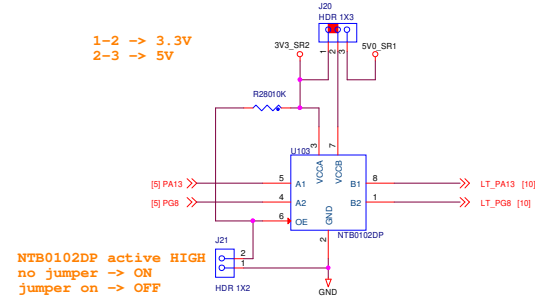 J20
HDR 1X3
1-2 -> 3.3V
2-3 -> 5V
3V3_SR2
5V0_SR1
1
2
3
R28010K
U103
3
7
VCCA
VCCB
[5] PA13
5
A1
B1
8
LT_PA13 [10]
[5] PG8
4
A2
B2
1
LT_PG8 [10]
6
OE
GND
2
NTB0102DP
J21
2
1
HDR 1X2
NTB0102DP active HIGH
no jumper -> ON
jumper on -> OFF
GND